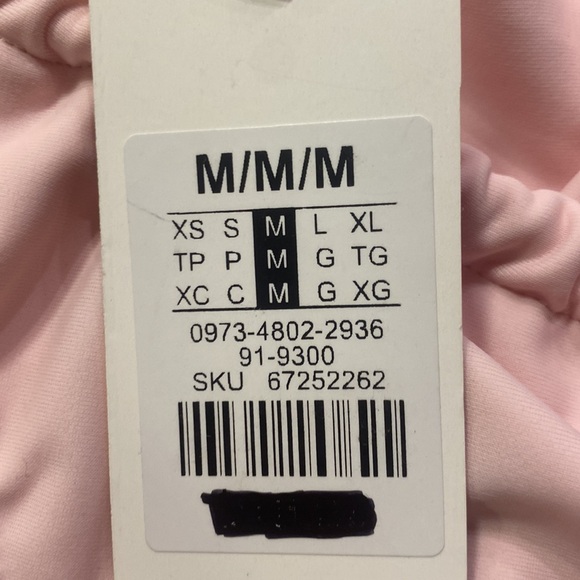 M/M/M
XS S M L XL
TP P M G TG
XC C M G XG
0973-4802-2936
91-9300
SKU 67252262